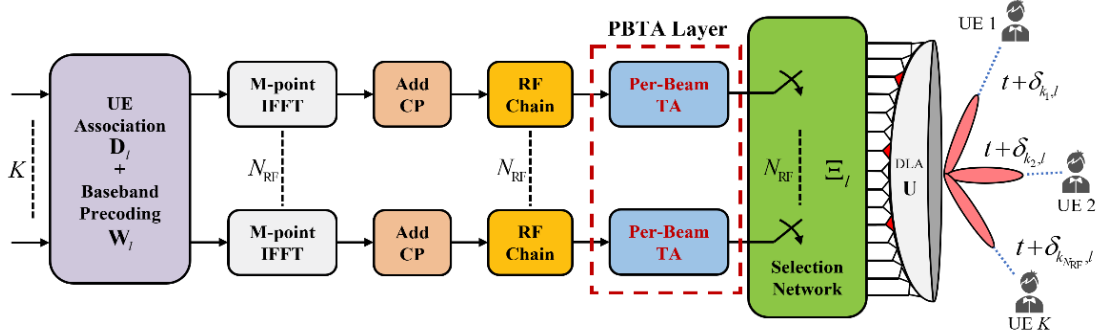 PBTA Layer
K
UE
Association
D_l
+
Baseband
Precoding
W_l
M-point
IFFT
Add
CP
RF
Chain
Per-Beam
TA
N_RF
N_RF
M-point
IFFT
Add
CP
RF
Chain
Per-Beam
TA
N_RF
Ξ_l
Selection
Network
DLA
U
UE 1
t+δ_{k_1,l}
t+δ_{k_2,l}
UE 2
t+δ_{k_{N_RF},l}
UE K